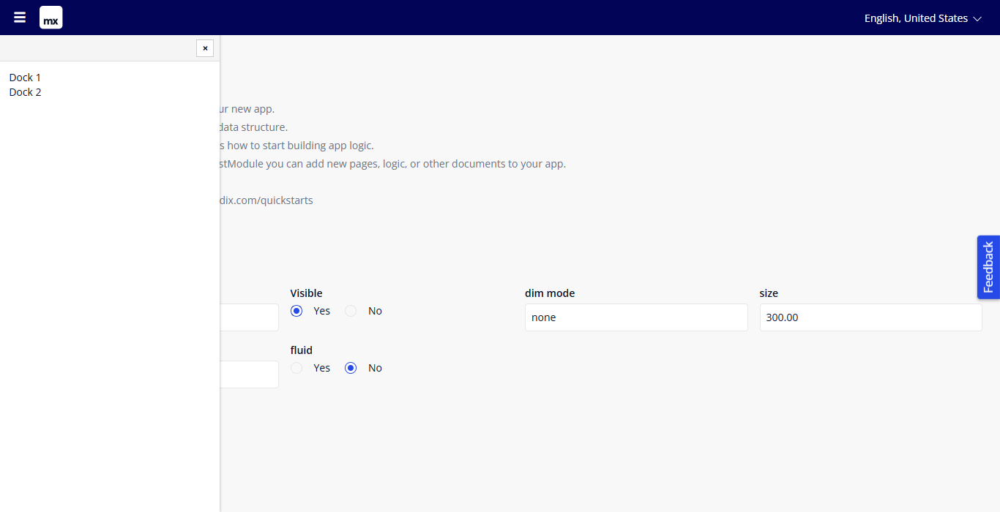 mx
English, United States
×
Dock 1
Dock 2
ur new app.
data structure.
s how to start building app logic.
stModule you can add new pages, logic, or other documents to your app.
dix.com/quickstarts
Feedback
Visible
Yes No
dim mode
none
size
300.00
fluid
Yes No